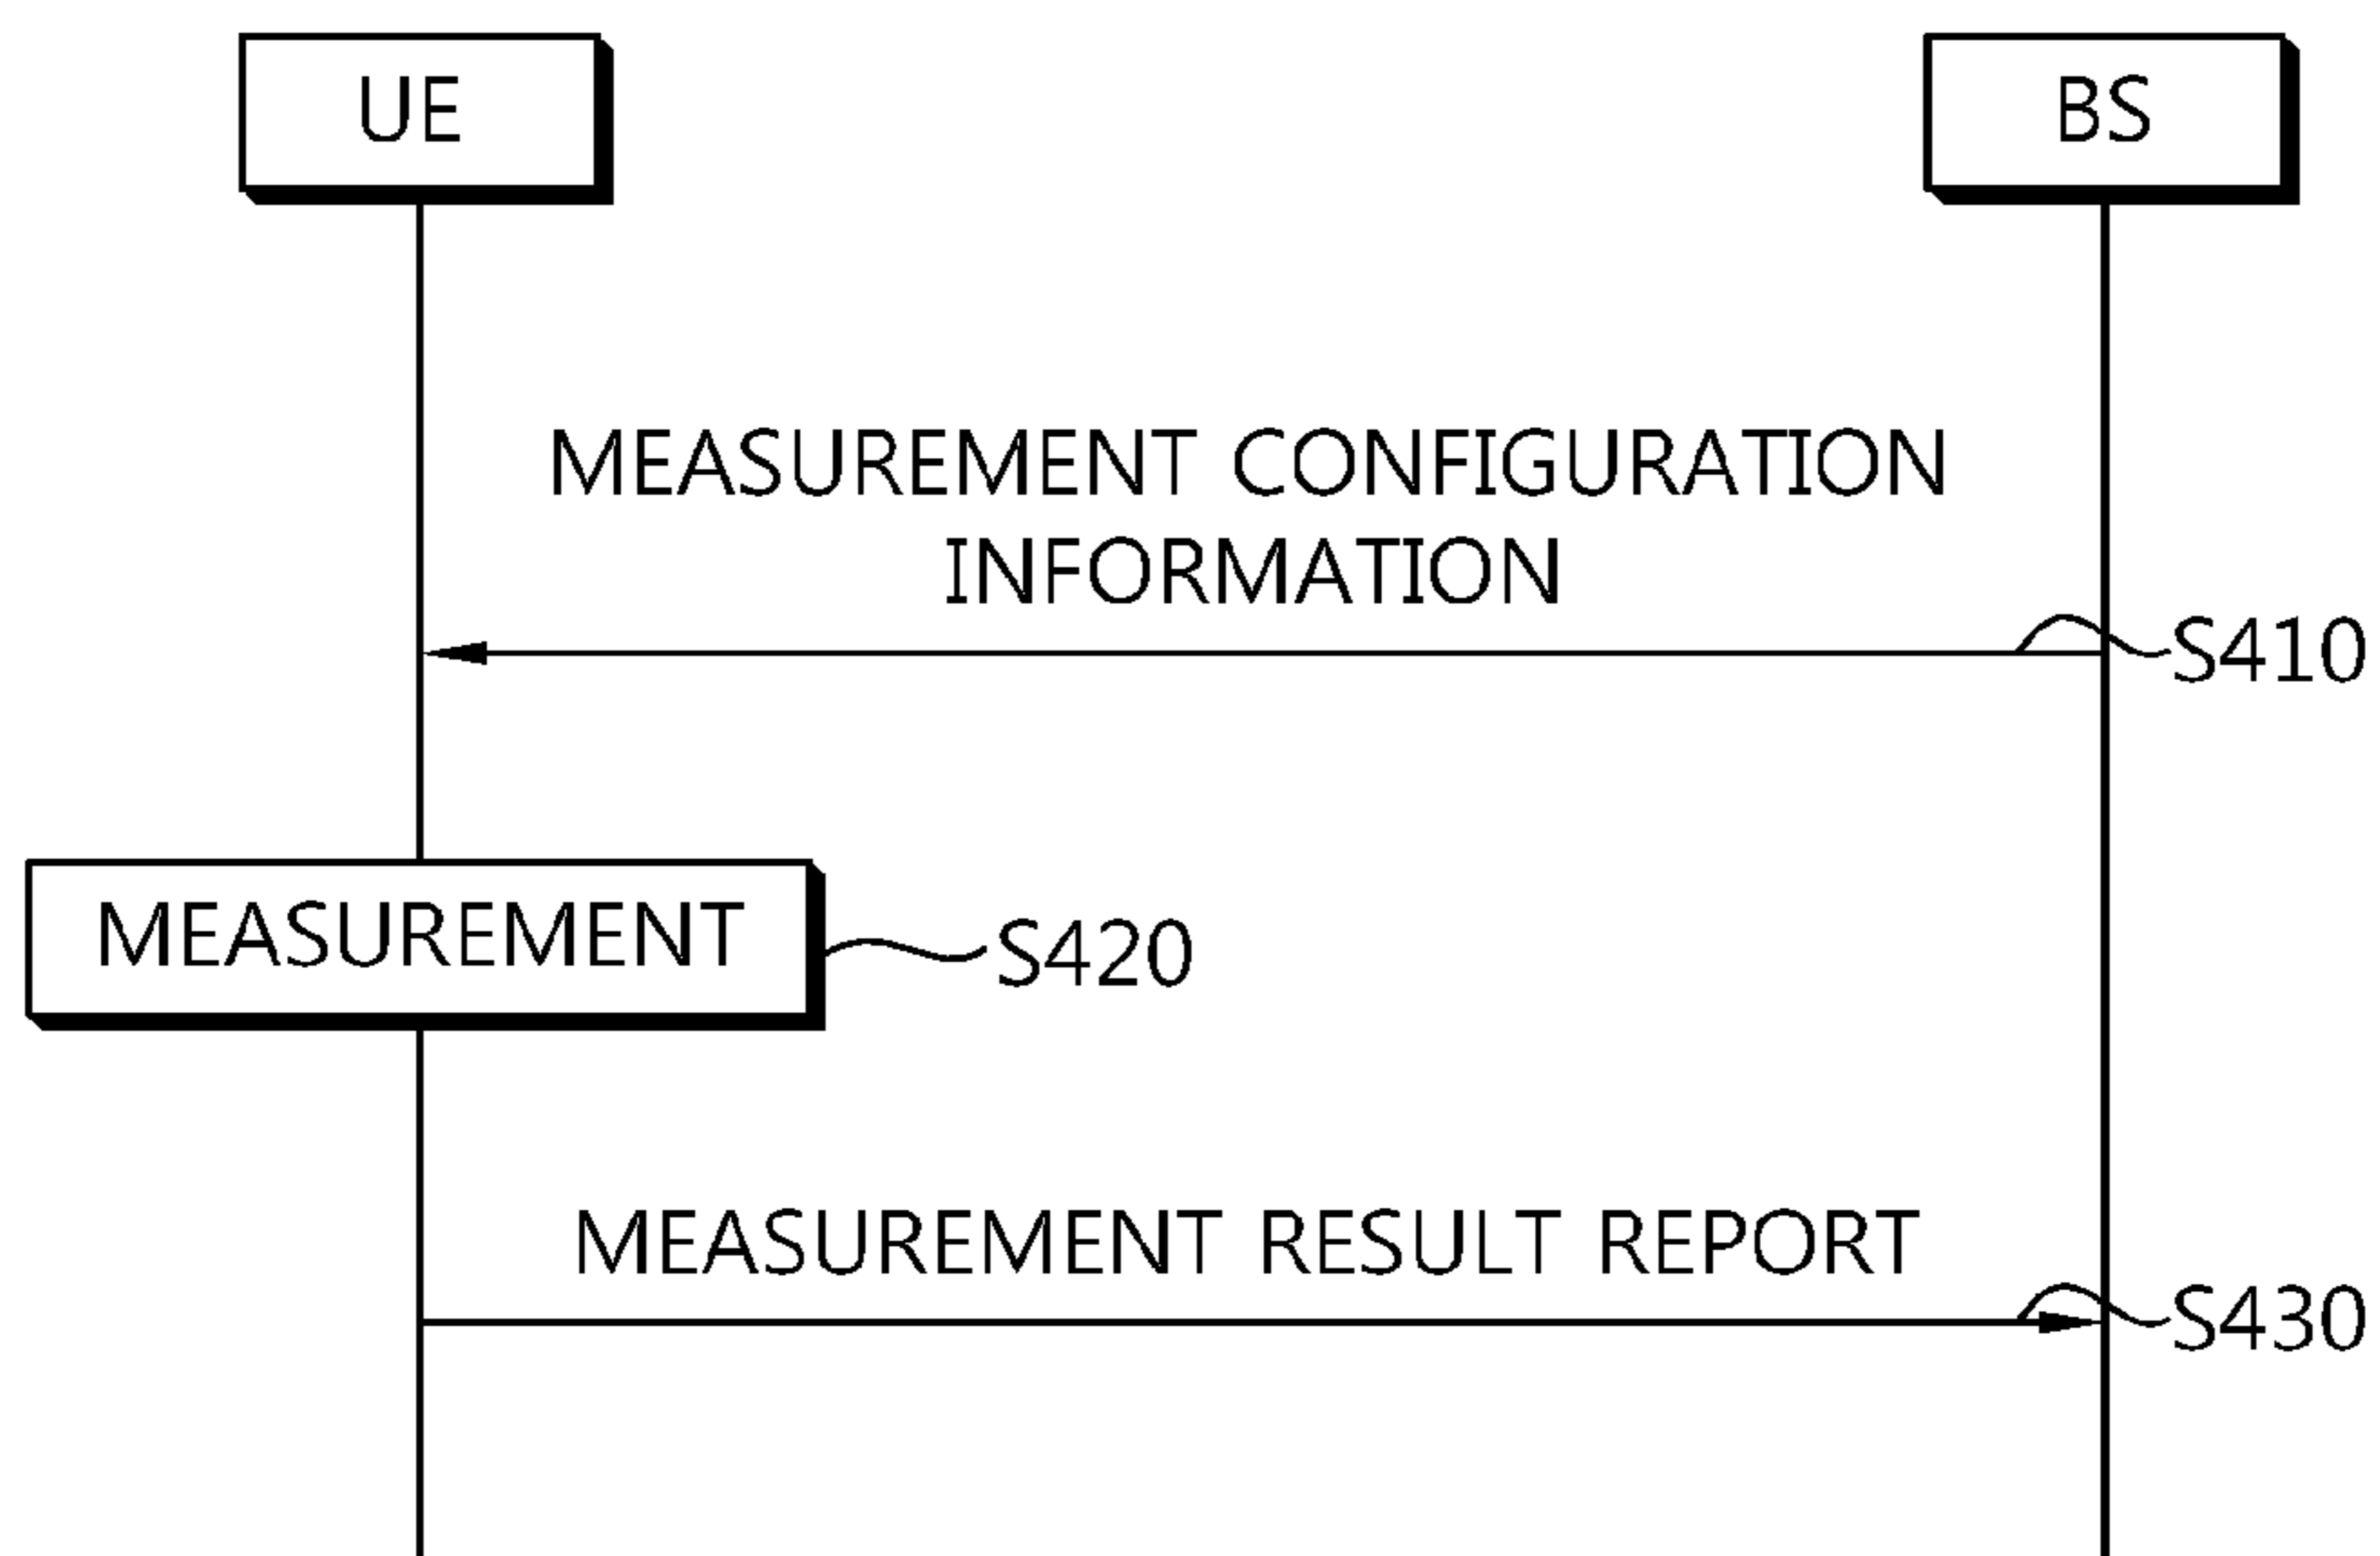 UE
BS
MEASUREMENT CONFIGURATION
INFORMATION
S410
MEASUREMENT
S420
MEASUREMENT RESULT REPORT
S430